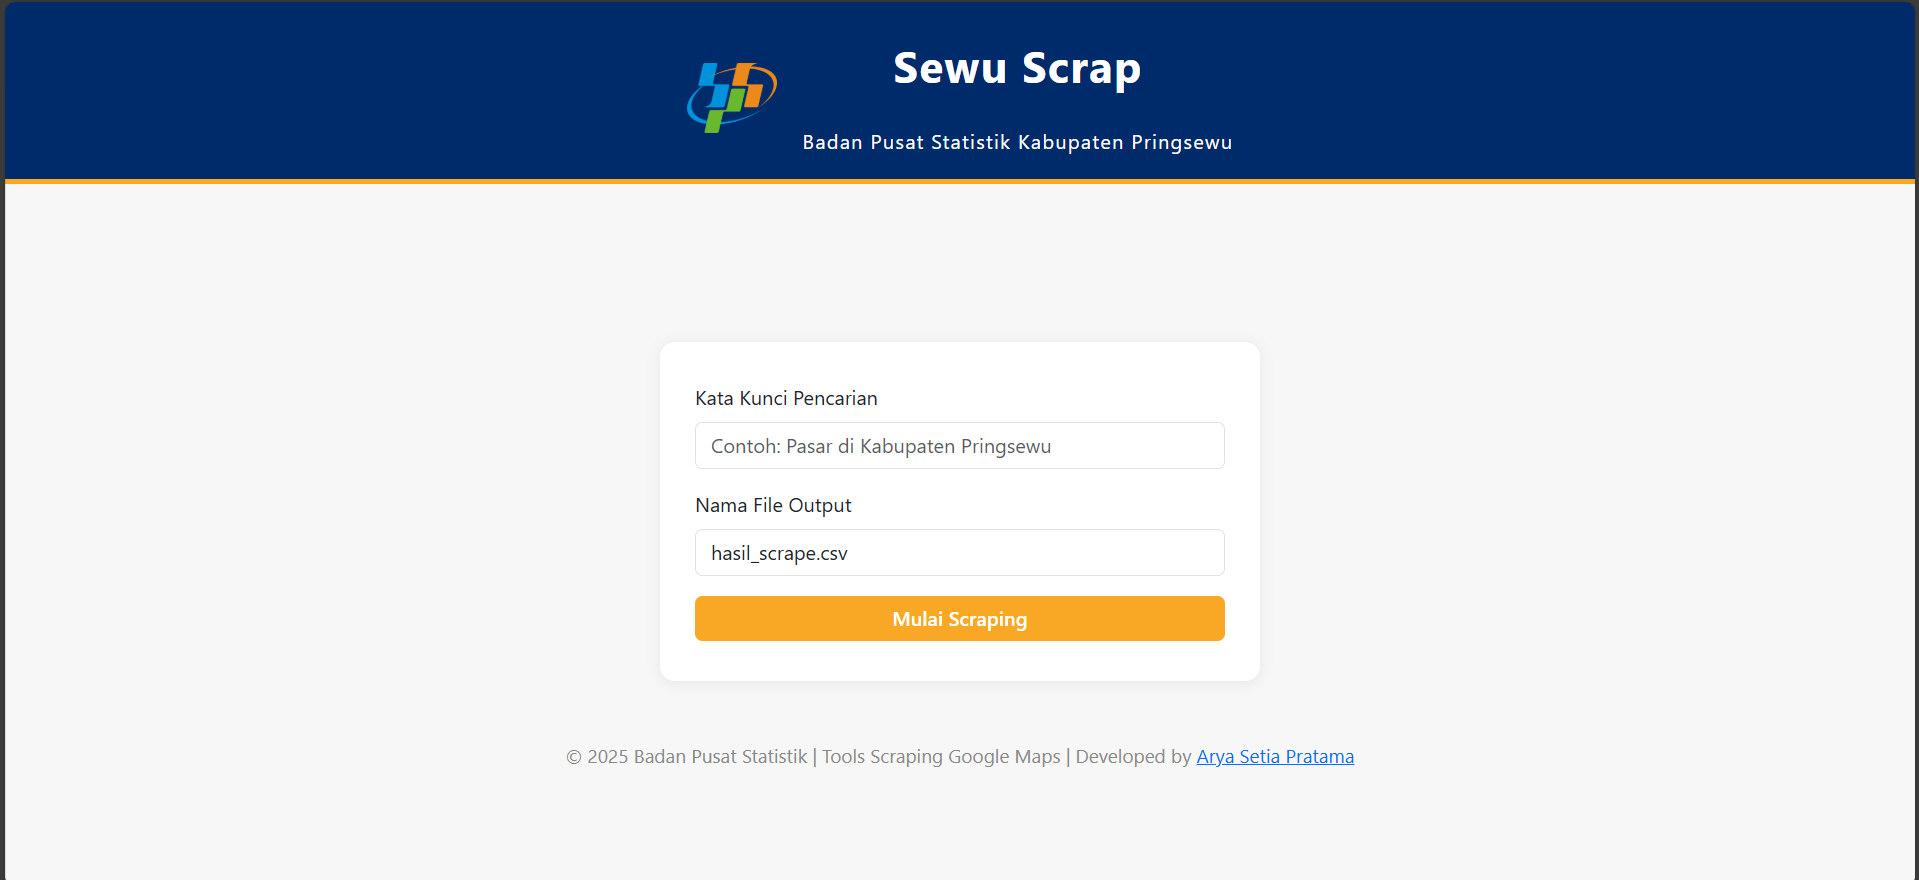 Sewu Scrap
Badan Pusat Statistik Kabupaten Pringsewu
Kata Kunci Pencarian
Contoh: Pasar di Kabupaten Pringsewu
Nama File Output
hasil_scrape.csv
Mulai Scraping
© 2025 Badan Pusat Statistik | Tools Scraping Google Maps | Developed by Arya Setia Pratama